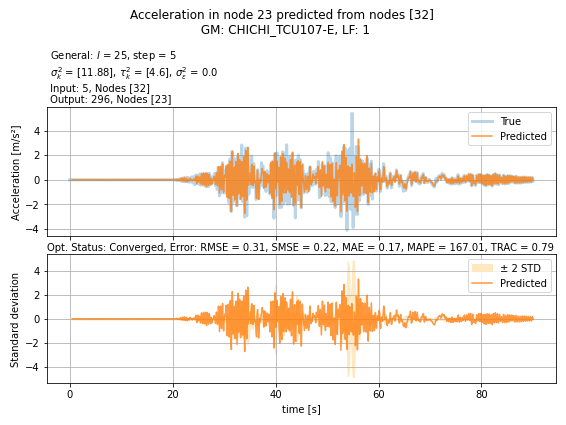 Acceleration in node 23 predicted from nodes [32]
GM: CHICHI_TCU107-E, LF: 1
General: l = 25, step = 5
σ²ₖ = [11.88], τ²ₖ = [4.6], σ²ε = 0.0
Input: 5, Nodes [32]
Output: 296, Nodes [23]
Acceleration [m/s²]
4
2
0
−2
−4
True
Predicted
Opt. Status: Converged, Error: RMSE = 0.31, SMSE = 0.22, MAE = 0.17, MAPE = 167.01, TRAC = 0.79
Standard deviation
4
2
0
−2
−4
± 2 STD
Predicted
0 20 40 60 80
time [s]